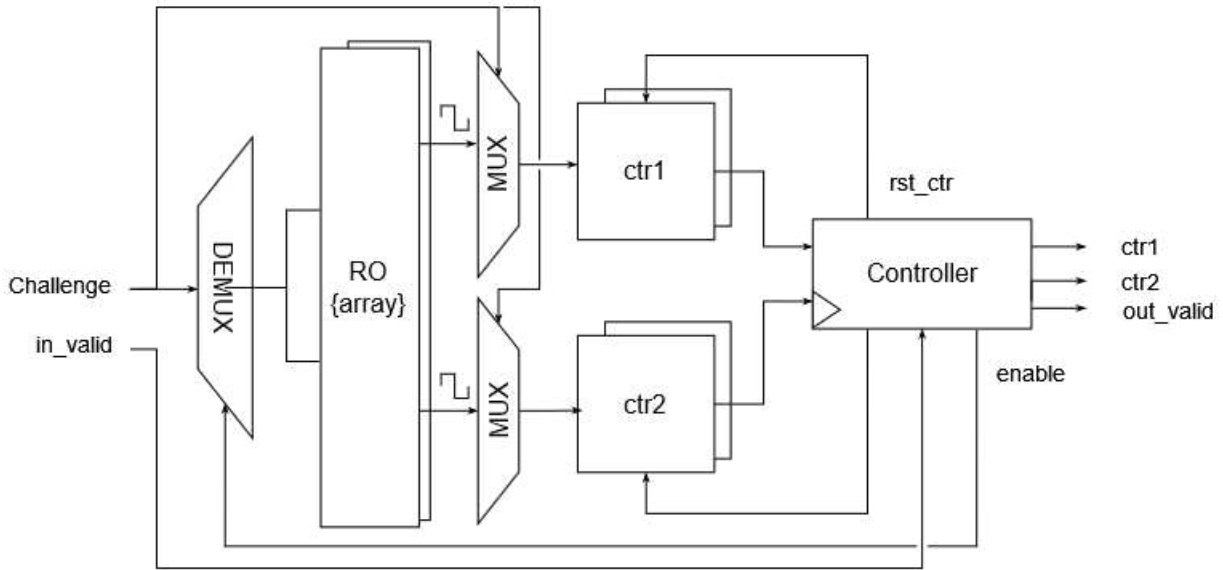 Challenge
in_valid
DEMUX
RO
{array}
MUX
MUX
ctr1
ctr2
rst_ctr
Controller
enable
ctr1
ctr2
out_valid